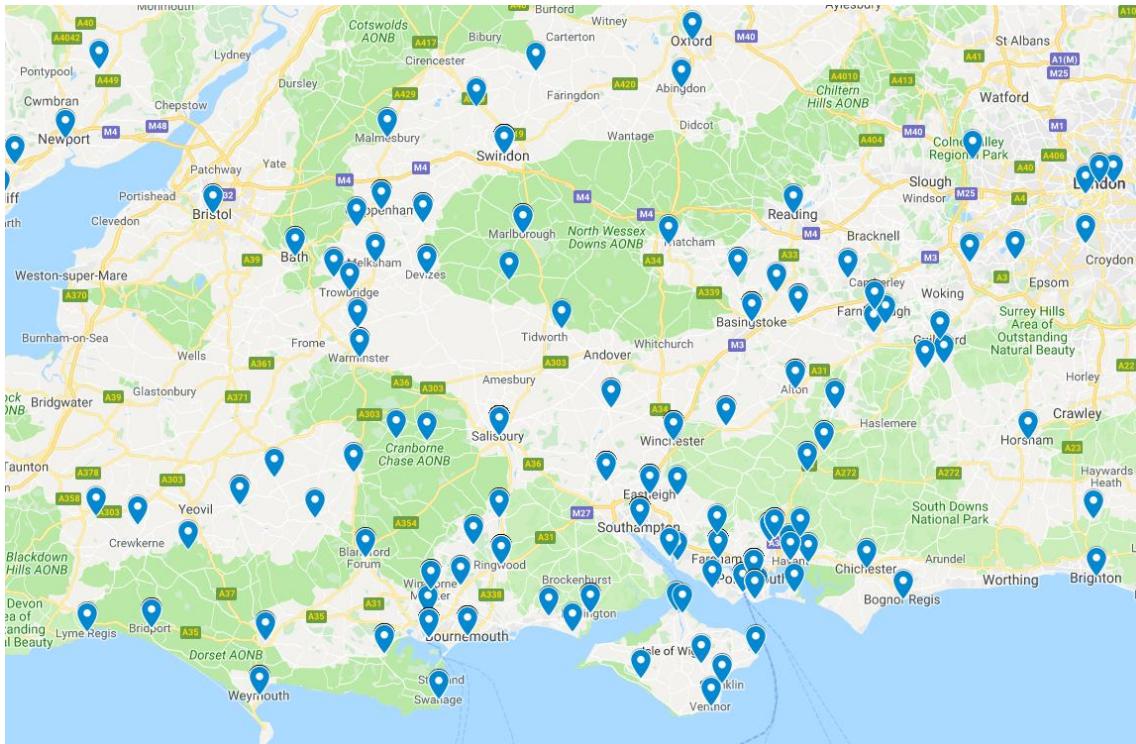 Monmouth
Burford
Witney
Aylesbury
A10
A40
A4042
Cotswolds
AONB
A417
Bibury
Carterton
Oxford
M40
St Albans
Lydney
Cirencester
A41
A1(M)
M25
Pontypool
A449
Dursley
A420
Abingdon
A4010
A413
Chiltern
Hills AONB
Cwmbran
Chepstow
A429
Faringdon
Watford
Newport
M4
M48
Malmesbury
Swindon
Wantage
Didcot
M40
A404
M1
Yate
Patchway
Colne Valley
Regional Park
A406
A40
Portishead
M4
M4
Slough
M25
A4
London
Clevedon
Bristol
Marlborough
North Wessex
Downs AONB
M4
Reading
Windsor
Bath
A39
Melksham
Devizes
A34
A33
M4
Bracknell
M3
Croydon
Weston-super-Mare
A370
Trowbridge
A339
A3
Epsom
Woking
Burnham-on-Sea
Frome
Basingstoke
Surrey Hills
Area of
Outstanding
Natural Beauty
Wells
A361
Warminster
Tidworth
Whitchurch
M3
A303
Andover
Glastonbury
A36
A303
Amesbury
A31
Alton
Horley
A22
Bridgwater
A39
A371
A303
A34
Crawley
Salisbury
Winchester
Haslemere
Horsham
A23
Taunton
A378
A303
Cranborne
Chase AONB
A36
A272
Haywards
Heath
A358
A303
Yeovil
Eastleigh
M27
Southampton
South Downs
National Park
Crewkerne
A354
A31
Blackdown
Hills AONB
Blandford
Forum
Ringwood
Fareham
Havant
Chichester
Arundel
Worthing
Brighton
A37
A31
A338
Brockenhurst
Bognor Regis
Lyme Regis
Bridport
A35
A35
Bournemouth
Dorset AONB
Isle of Wig
Weymouth
Swanage
Ventnor